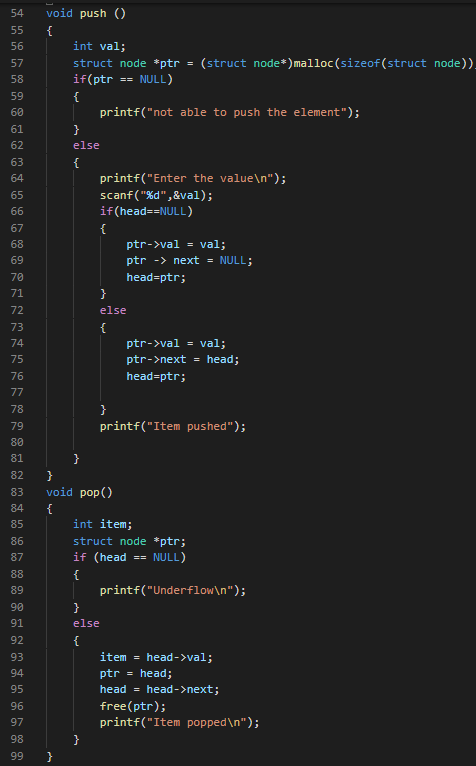 54 void push ()
55 {
56     int val;
57     struct node *ptr = (struct node*)malloc(sizeof(struct node))
58     if(ptr == NULL)
59     {
60         printf("not able to push the element");
61     }
62     else
63     {
64         printf("Enter the value\n");
65         scanf("%d",&val);
66         if(head==NULL)
67         {
68             ptr->val = val;
69             ptr -> next = NULL;
70             head=ptr;
71         }
72         else
73         {
74             ptr->val = val;
75             ptr->next = head;
76             head=ptr;
77
78         }
79         printf("Item pushed");
80
81     }
82 }
83 void pop()
84 {
85     int item;
86     struct node *ptr;
87     if (head == NULL)
88     {
89         printf("Underflow\n");
90     }
91     else
92     {
93         item = head->val;
94         ptr = head;
95         head = head->next;
96         free(ptr);
97         printf("Item popped\n");
98     }
99 }